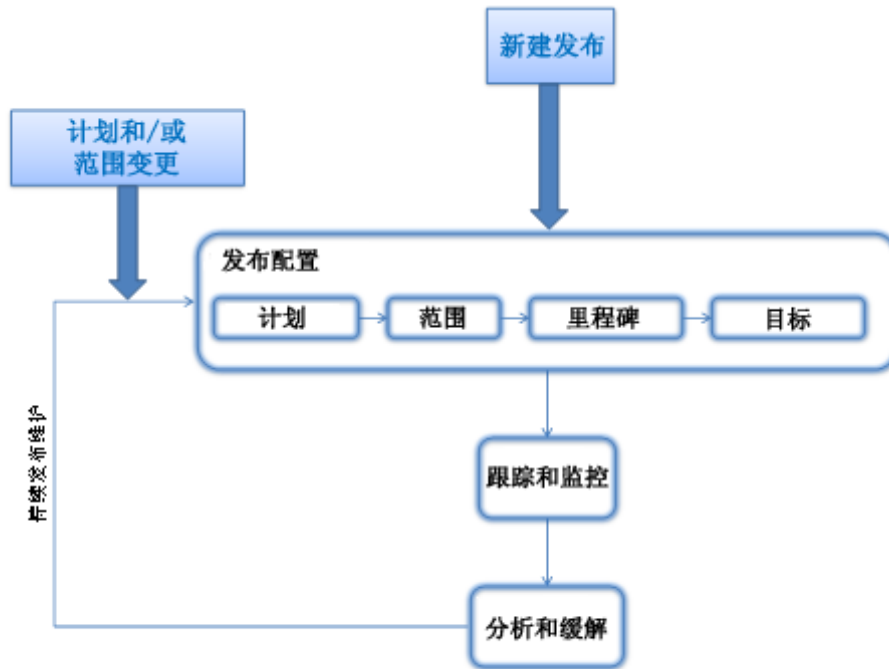 新建发布
计划和/或
范围变更
发布配置
计划
范围
里程碑
目标
持续发布维护
跟踪和监控
分析和缓解